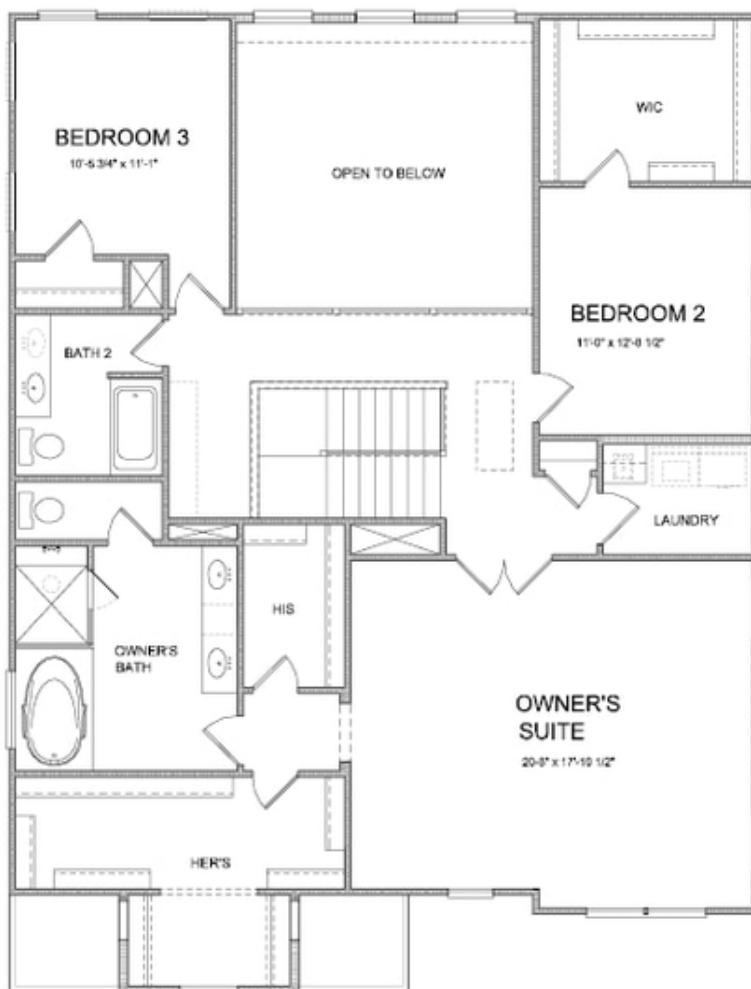 BEDROOM 3
10'-5 3/4" x 11'-1"
OPEN TO BELOW
WIC
BEDROOM 2
11'-0" x 12'-8 1/2"
BATH 2
LAUNDRY
HIS
OWNER'S
BATH
OWNER'S
SUITE
20'-8" x 17'-10 1/2"
HER'S